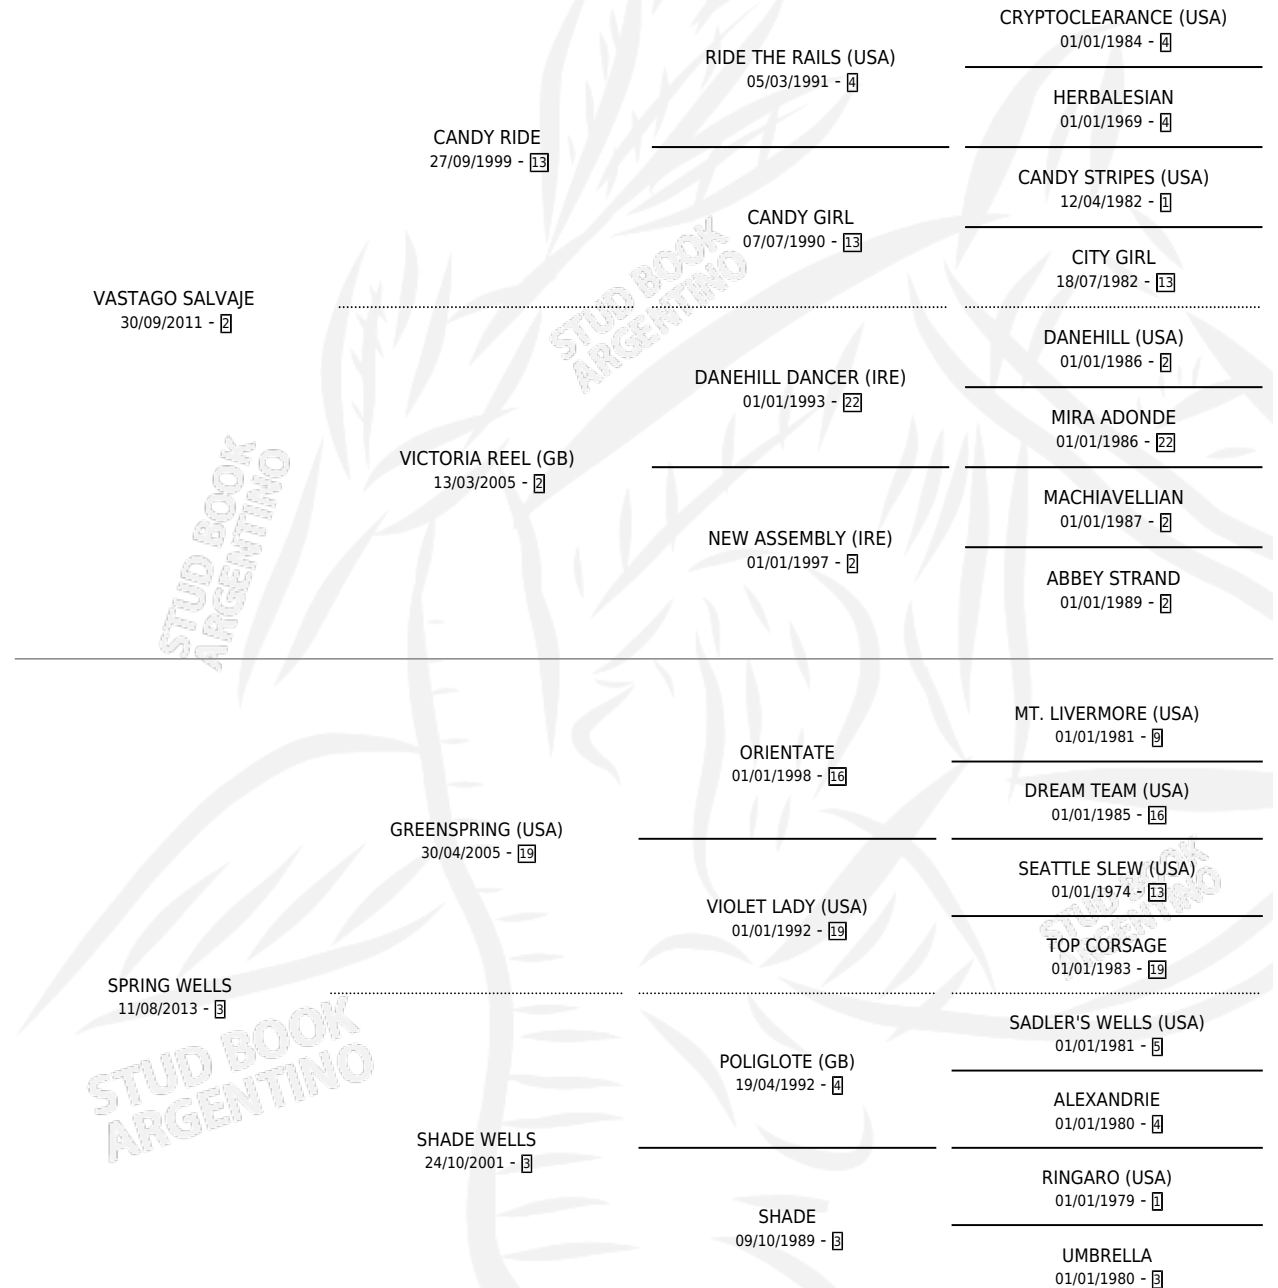 CRYPTOCLEARANCE (USA)
01/01/1984 - 4
RIDE THE RAILS (USA)
05/03/1991 - 4
HERBALESIAN
01/01/1969 - 4
CANDY RIDE
27/09/1999 - 13
CANDY STRIPES (USA)
12/04/1982 - 1
CANDY GIRL
07/07/1990 - 13
CITY GIRL
18/07/1982 - 13
VASTAGO SALVAJE
30/09/2011 - 2
DANEHILL (USA)
01/01/1986 - 2
DANEHILL DANCER (IRE)
01/01/1993 - 22
MIRA ADONDE
01/01/1986 - 22
VICTORIA REEL (GB)
13/03/2005 - 2
MACHIAVELLIAN
01/01/1987 - 2
NEW ASSEMBLY (IRE)
01/01/1997 - 2
ABBEY STRAND
01/01/1989 - 2
MT. LIVERMORE (USA)
01/01/1981 - 9
ORIENTATE
01/01/1998 - 16
DREAM TEAM (USA)
01/01/1985 - 16
GREENSPRING (USA)
30/04/2005 - 19
SEATTLE SLEW (USA)
01/01/1974 - 13
VIOLET LADY (USA)
01/01/1992 - 19
TOP CORSAGE
01/01/1983 - 19
SPRING WELLS
11/08/2013 - 3
SADLER'S WELLS (USA)
01/01/1981 - 5
POLIGLOTE (GB)
19/04/1992 - 4
ALEXANDRIE
01/01/1980 - 4
SHADE WELLS
24/10/2001 - 3
RINGARO (USA)
01/01/1979 - 1
SHADE
09/10/1989 - 3
UMBRELLA
01/01/1980 - 3
STUD BOOK
ARGENTINO
STUD BOOK
ARGENTINO
STUD BOOK
ARGENTINO
STUD BOOK
ARGENTINO